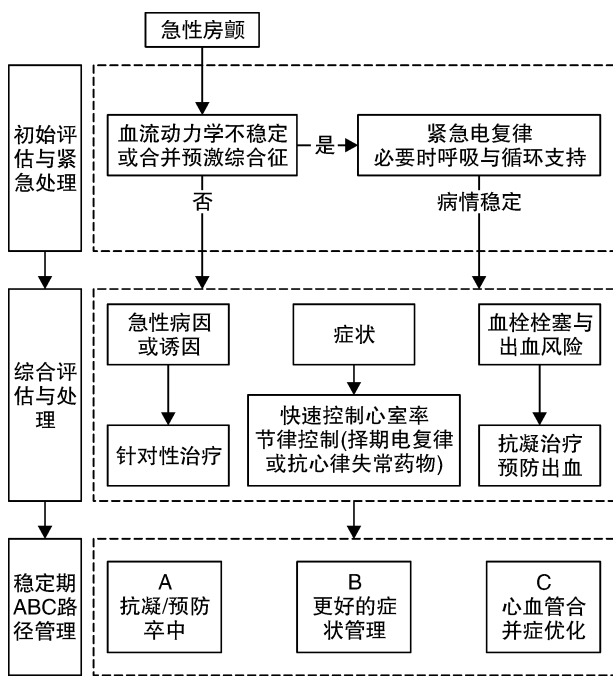 急性房颤
初始评
估与紧
急处理
血流动力学不稳定
或合并预激综合征
是
紧急电复律
必要时呼吸与循环支持
否
病情稳定
综合评
估与处
理
急性病因
或诱因
症状
血栓栓塞与
出血风险
针对性治疗
快速控制心室率
节律控制(择期电复律
或抗心律失常药物)
抗凝治疗
预防出血
稳定期
ABC路
径管理
A
抗凝/预防
卒中
B
更好的症
状管理
C
心血管合
并症优化